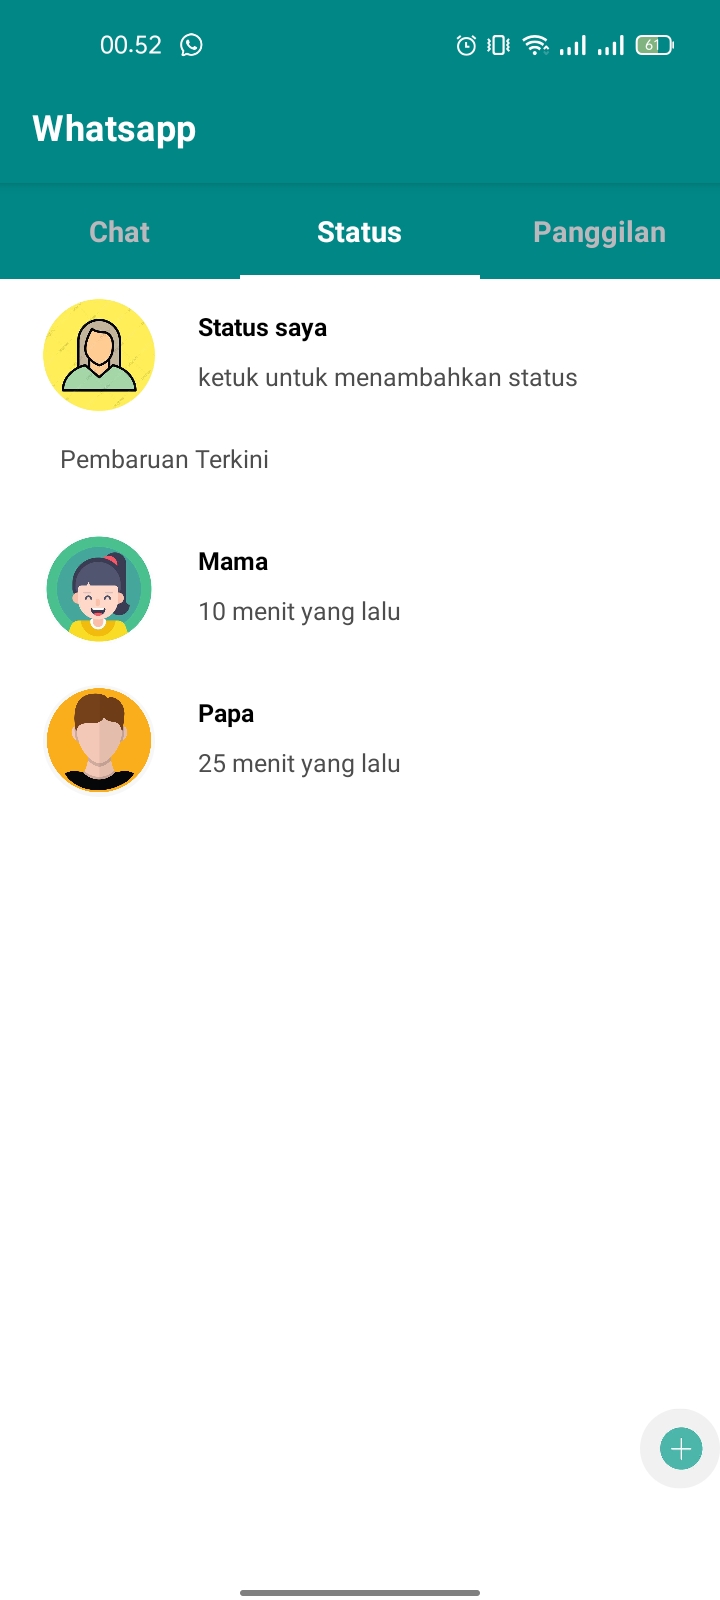 00.52
61
Whatsapp
Chat Status Panggilan
Status saya
ketuk untuk menambahkan status
Pembaruan Terkini
Mama
10 menit yang lalu
Papa
25 menit yang lalu